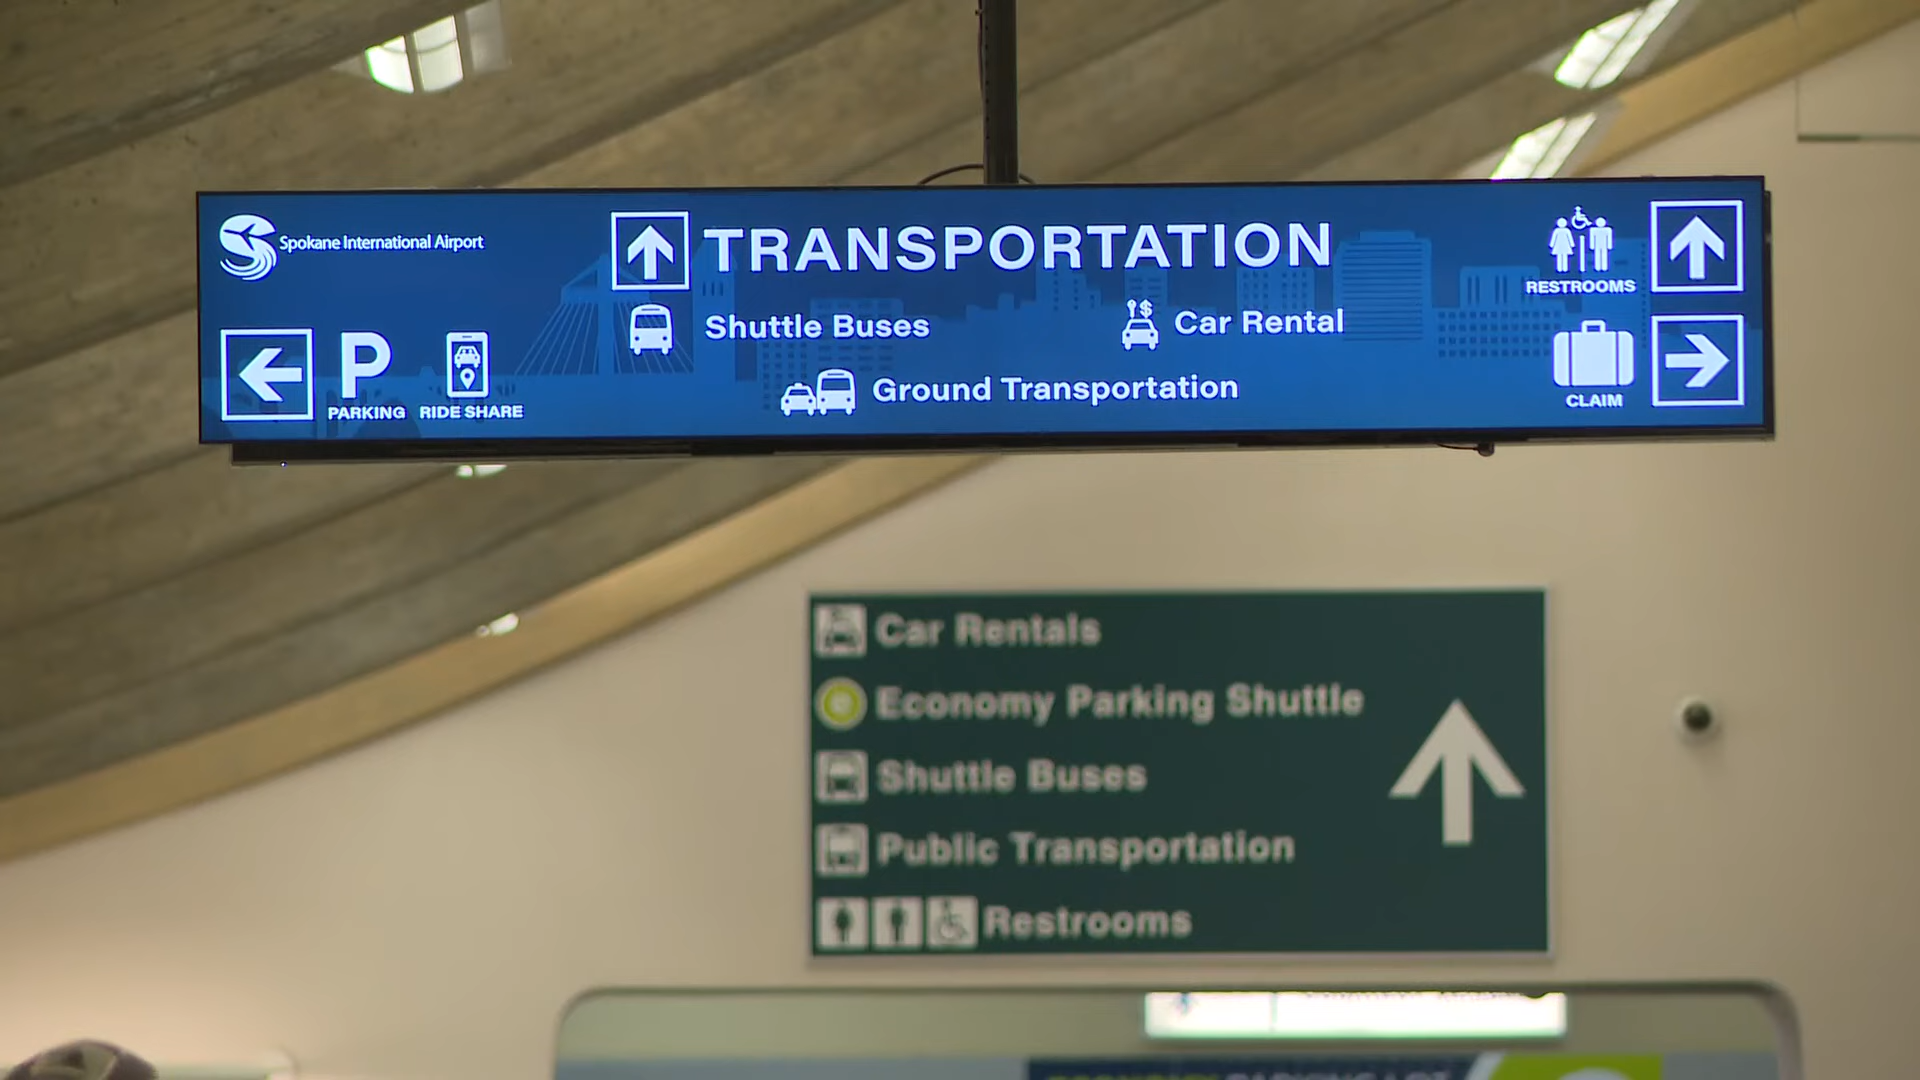 Spokane International Airport
TRANSPORTATION
Shuttle Buses
Car Rental
Ground Transportation
P
PARKING
RIDE SHARE
RESTROOMS
CLAIM
Car Rentals
Economy Parking Shuttle
Shuttle Buses
Public Transportation
Restrooms